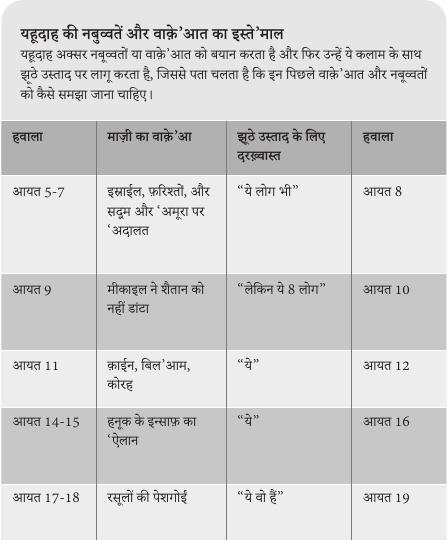 यहूदाह की नबुव्वतें और वाक़े’आत का इस्ते’माल
यहूदाह अक्सर नबूव्वतों या वाक़े’आत को बयान करता है और फिर उन्हें ये कलाम के साथ
झूठे उस्ताद पर लागू करता है, जिससे पता चलता है कि इन पिछले वाक़े’आत और नबूव्वतों
को कैसे समझा जाना चाहिए।
हवाला
माज़ी का वाक़े’आ
झूठे उस्ताद के लिए
दरख़्वास्त
हवाला
आयत 5-7
इस्राईल, फ़रिश्तों, और
सदूम और ‘अमूरा पर
‘अदालत
“ये लोग भी”
आयत 8
आयत 9
मीकाइल ने शैतान को
नहीं डांटा
“लेकिन ये 8 लोग”
आयत 10
आयत 11
क़ाईन, बिल’आम,
कोरह
“ये”
आयत 12
आयत 14-15
हनूक के इन्साफ़ का
‘ऐलान
“ये”
आयत 16
आयत 17-18
रसूलों की पेशगोईं
“ये वो हैं”
आयत 19